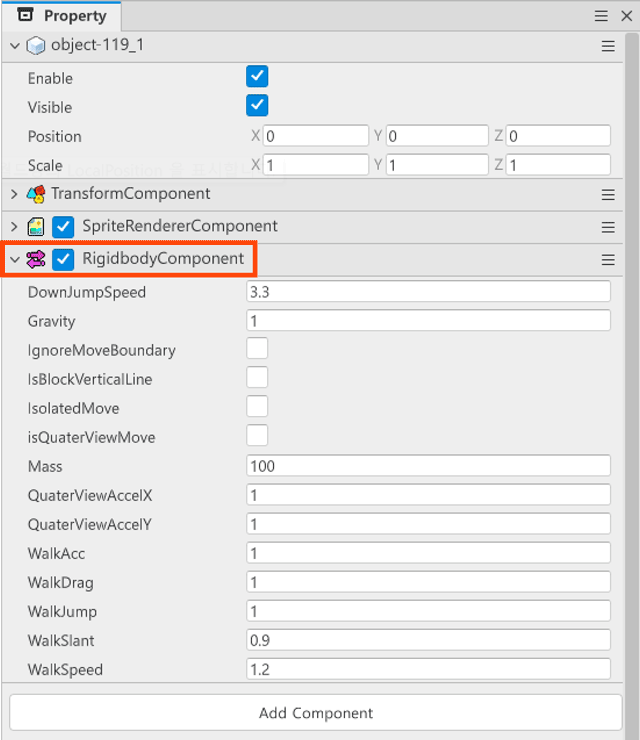 Property
object-119_1
Enable
Visible
Position X 0 Y 0 Z 0
Scale X 1 Y 1 Z 1
TransformComponent
SpriteRendererComponent
RigidbodyComponent
DownJumpSpeed 3.3
Gravity 1
IgnoreMoveBoundary
IsBlockVerticalLine
IsolatedMove
isQuaterViewMove
Mass 100
QuaterViewAccelX 1
QuaterViewAccelY 1
WalkAcc 1
WalkDrag 1
WalkJump 1
WalkSlant 0.9
WalkSpeed 1.2
Add Component